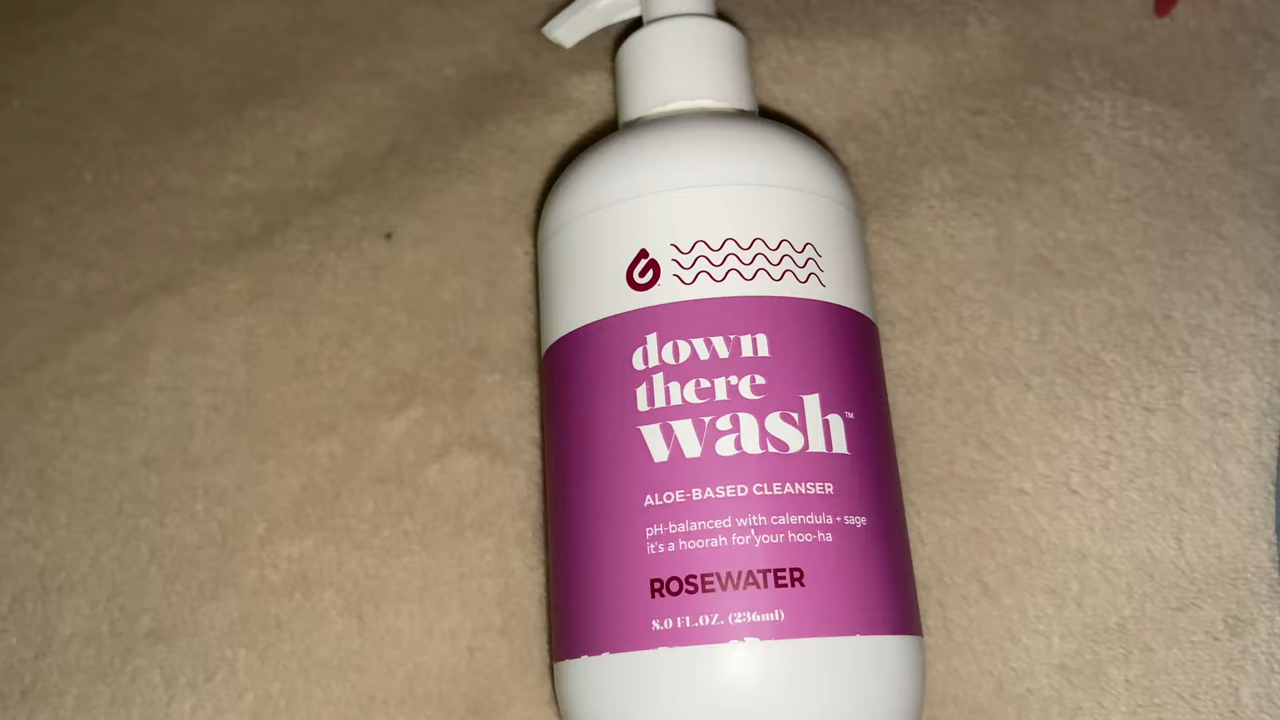 down
there
wash™
ALOE-BASED CLEANSER
pH-balanced with calendula + sage
it's a hoorah for your hoo-ha
ROSEWATER
8.0 FL.OZ. (236ml)